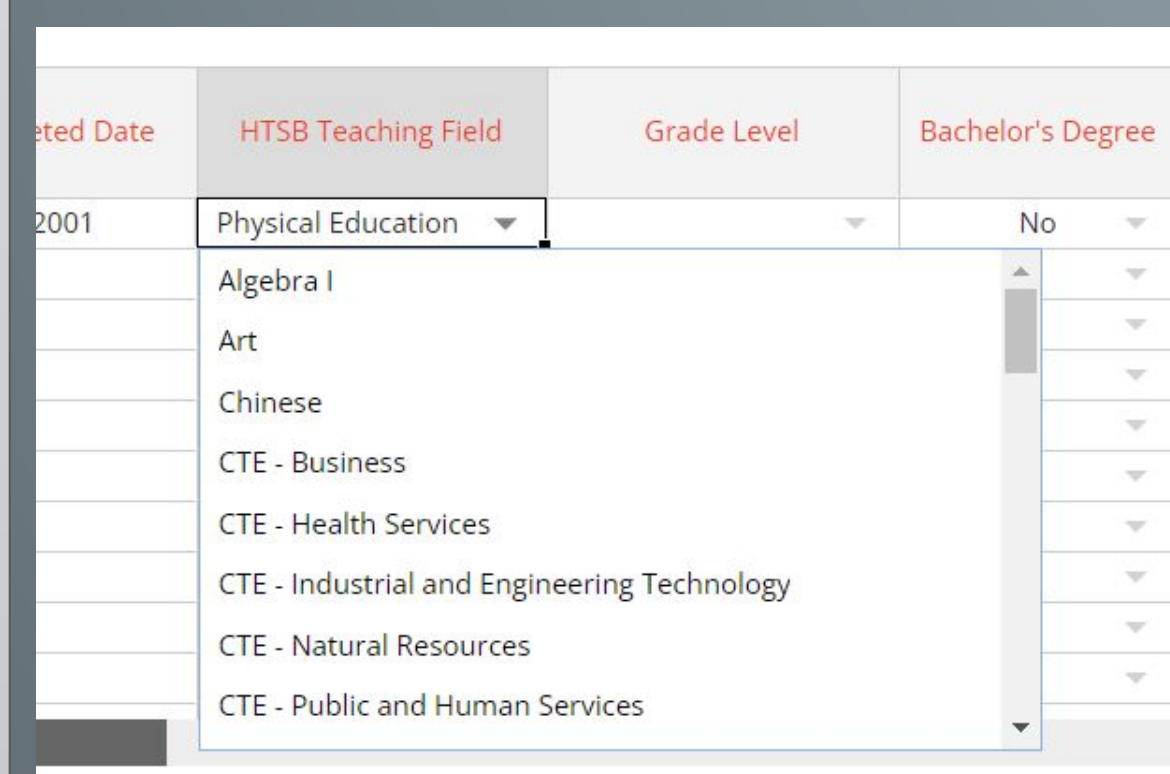 eted Date HTSB Teaching Field Grade Level Bachelor's Degree
2001 Physical Education No
Algebra I
Art
Chinese
CTE - Business
CTE - Health Services
CTE - Industrial and Engineering Technology
CTE - Natural Resources
CTE - Public and Human Services